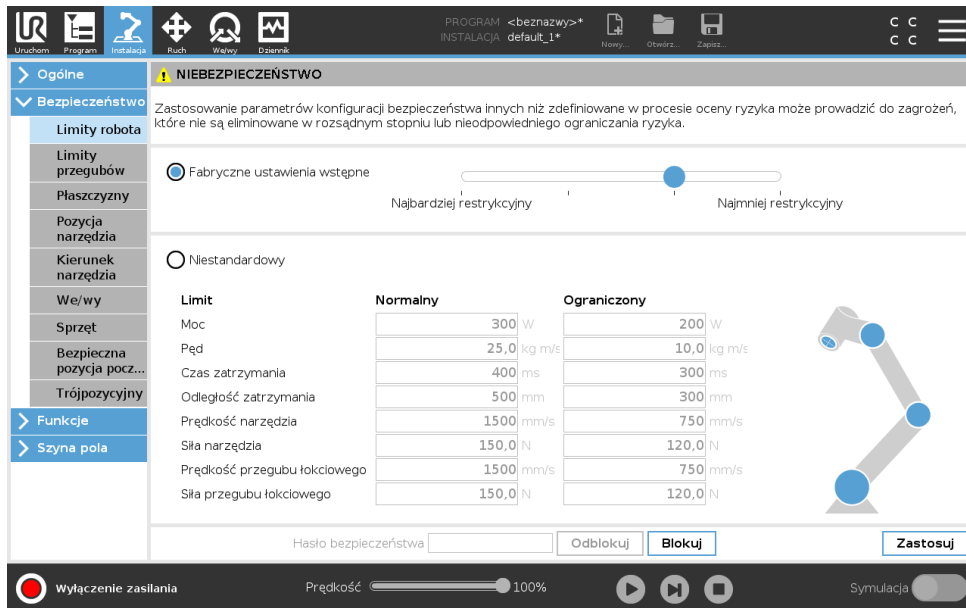 UR
PROGRAM <beznazwy>*
INSTALACJA default_1*
C C
C C
Uruchom Program Instalacja Ruch We/wy Dziennik Nowy... Otwórz... Zapisz...
Ogólne
Bezpieczeństwo
Limity robota
Limity
przegubów
Płaszczyzny
Pozycja
narzędzia
Kierunek
narzędzia
We/wy
Sprzęt
Bezpieczna
pozycja pocz...
Trójpozycyjny
Funkcje
Szyna pola
NIEBEZPIECZEŃSTWO
Zastosowanie parametrów konfiguracji bezpieczeństwa innych niż zdefiniowane w procesie oceny ryzyka może prowadzić do zagrożeń,
które nie są eliminowane w rozsądnym stopniu lub nieodpowiedniego ograniczania ryzyka.
Fabryczne ustawienia wstępne
Najbardziej restrykcyjny Najmniej restrykcyjny
Niestandardowy
Limit Normalny Ograniczony
Moc 300 W 200 W
Pęd 25,0 kg m/s 10,0 kg m/s
Czas zatrzymania 400 ms 300 ms
Odległość zatrzymania 500 mm 300 mm
Prędkość narzędzia 1500 mm/s 750 mm/s
Siła narzędzia 150,0 N 120,0 N
Prędkość przegubu łokciowego 1500 mm/s 750 mm/s
Siła przegubu łokciowego 150,0 N 120,0 N
Hasło bezpieczeństwa Odblokuj Blokuj Zastosuj
Wyłączenie zasilania Prędkość 100% Symulacja